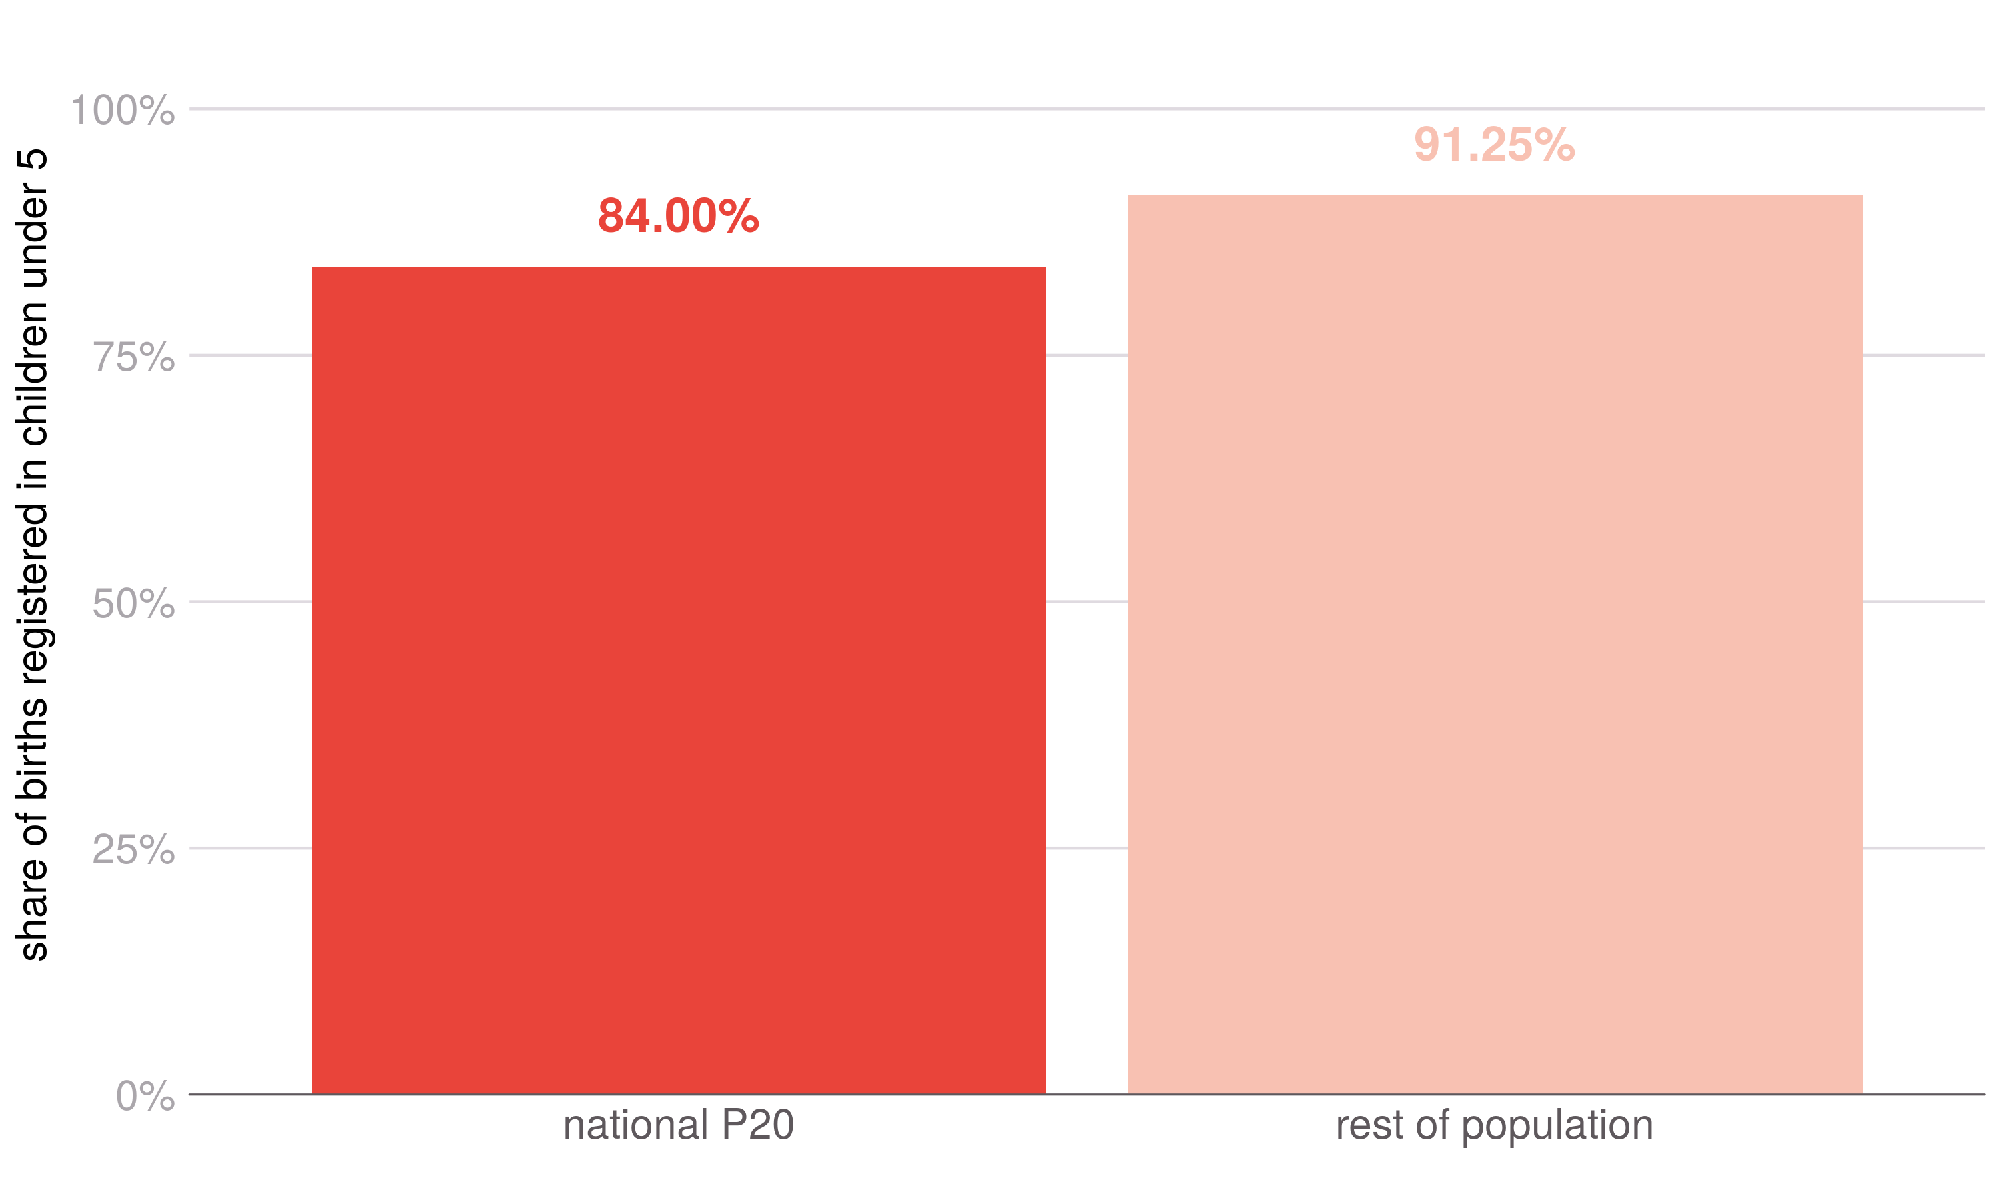 share of births registered in children under 5
100%
75%
50%
25%
0%
84.00%
91.25%
national P20
rest of population